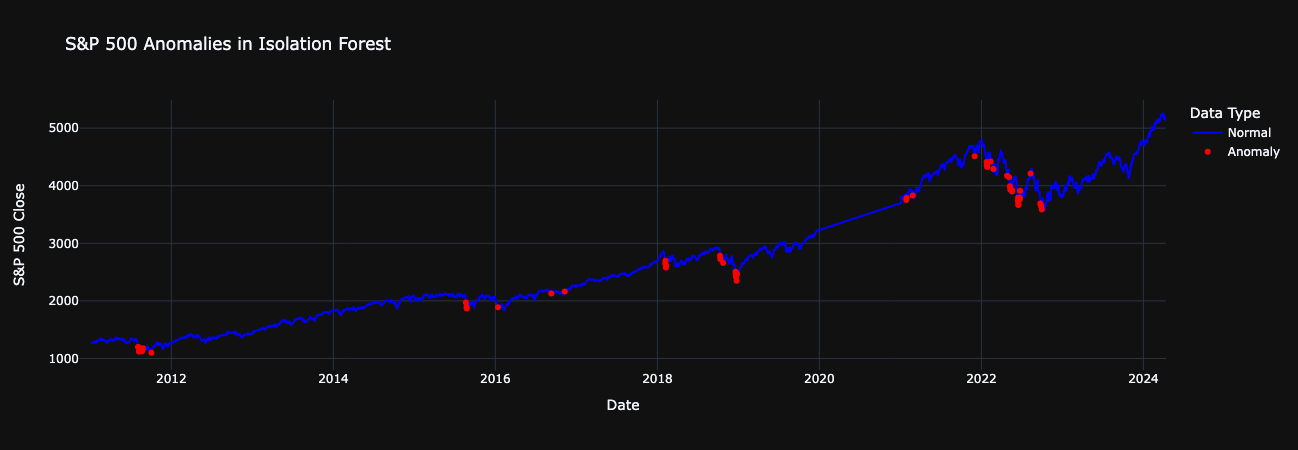 S&P 500 Anomalies in Isolation Forest
Data Type
Normal
Anomaly
S&P 500 Close
5000
4000
3000
2000
1000
2012 2014 2016 2018 2020 2022 2024
Date